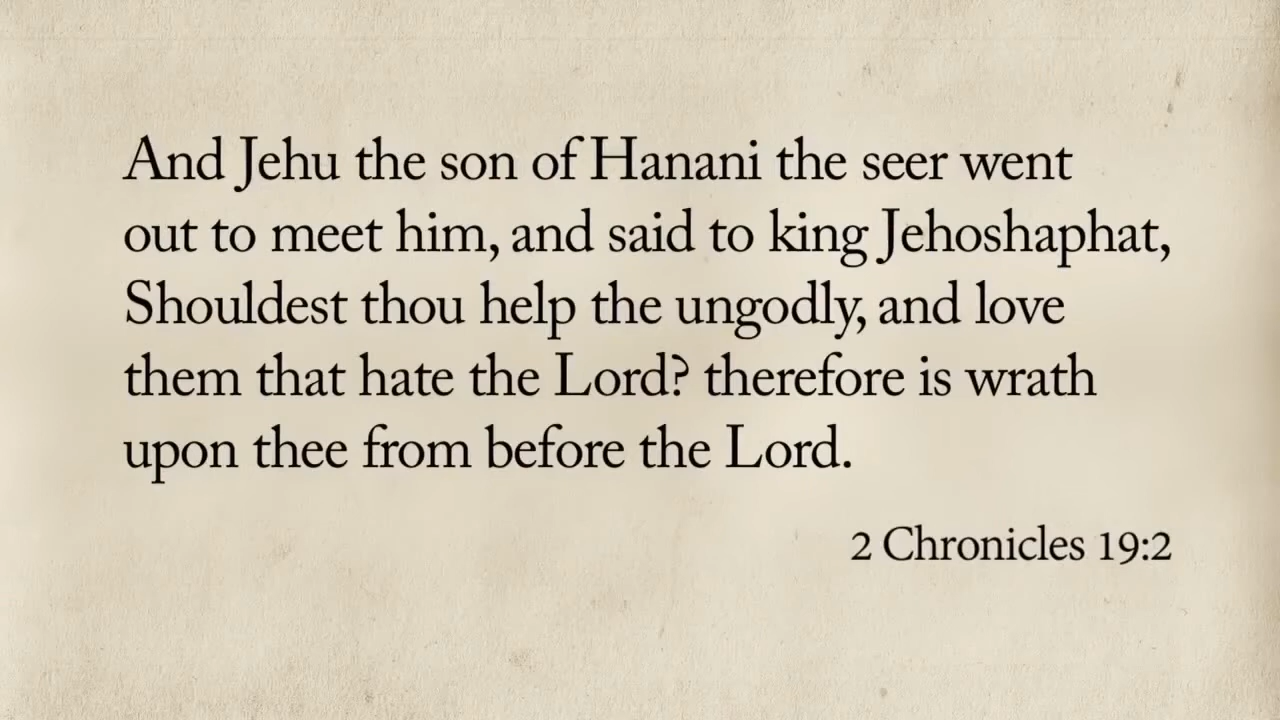 And Jehu the son of Hanani the seer went
out to meet him, and said to king Jehoshaphat,
Shouldest thou help the ungodly, and love
them that hate the Lord? therefore is wrath
upon thee from before the Lord.
2 Chronicles 19:2